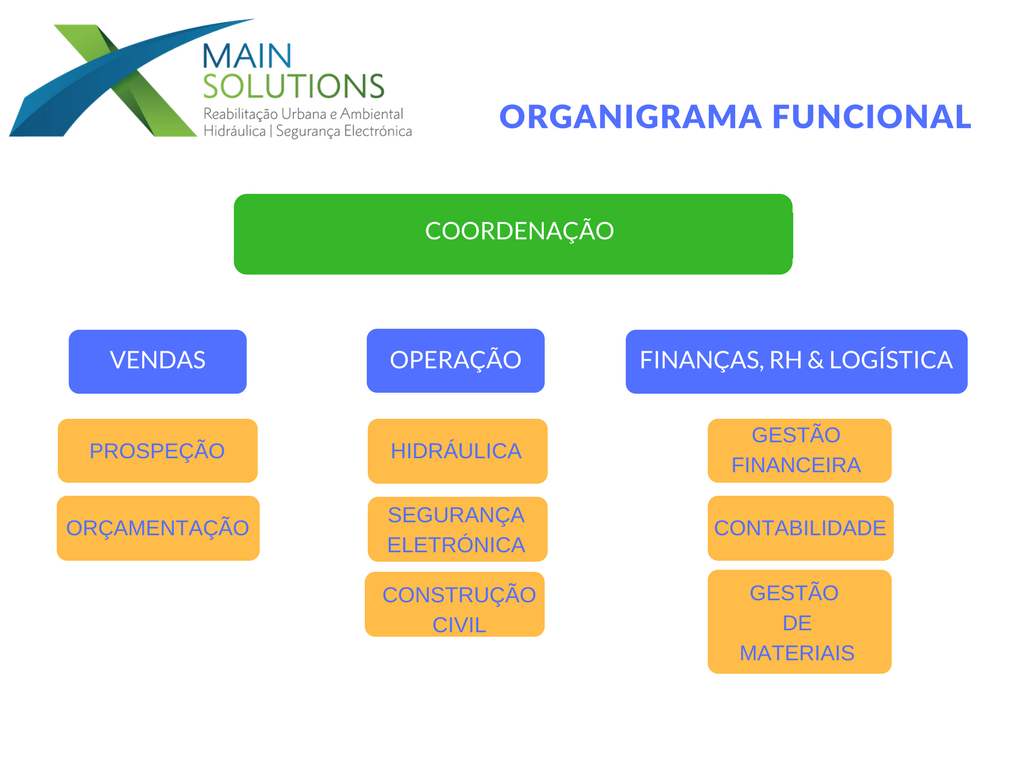 MAIN
SOLUTIONS
Reabilitação Urbana e Ambiental
Hidráulica | Segurança Electrónica
ORGANIGRAMA FUNCIONAL
COORDENAÇÃO
VENDAS
PROSPEÇÃO
ORÇAMENTAÇÃO
OPERAÇÃO
HIDRÁULICA
SEGURANÇA
ELETRÓNICA
CONSTRUÇÃO
CIVIL
FINANÇAS, RH & LOGÍSTICA
GESTÃO
FINANCEIRA
CONTABILIDADE
GESTÃO
DE
MATERIAIS